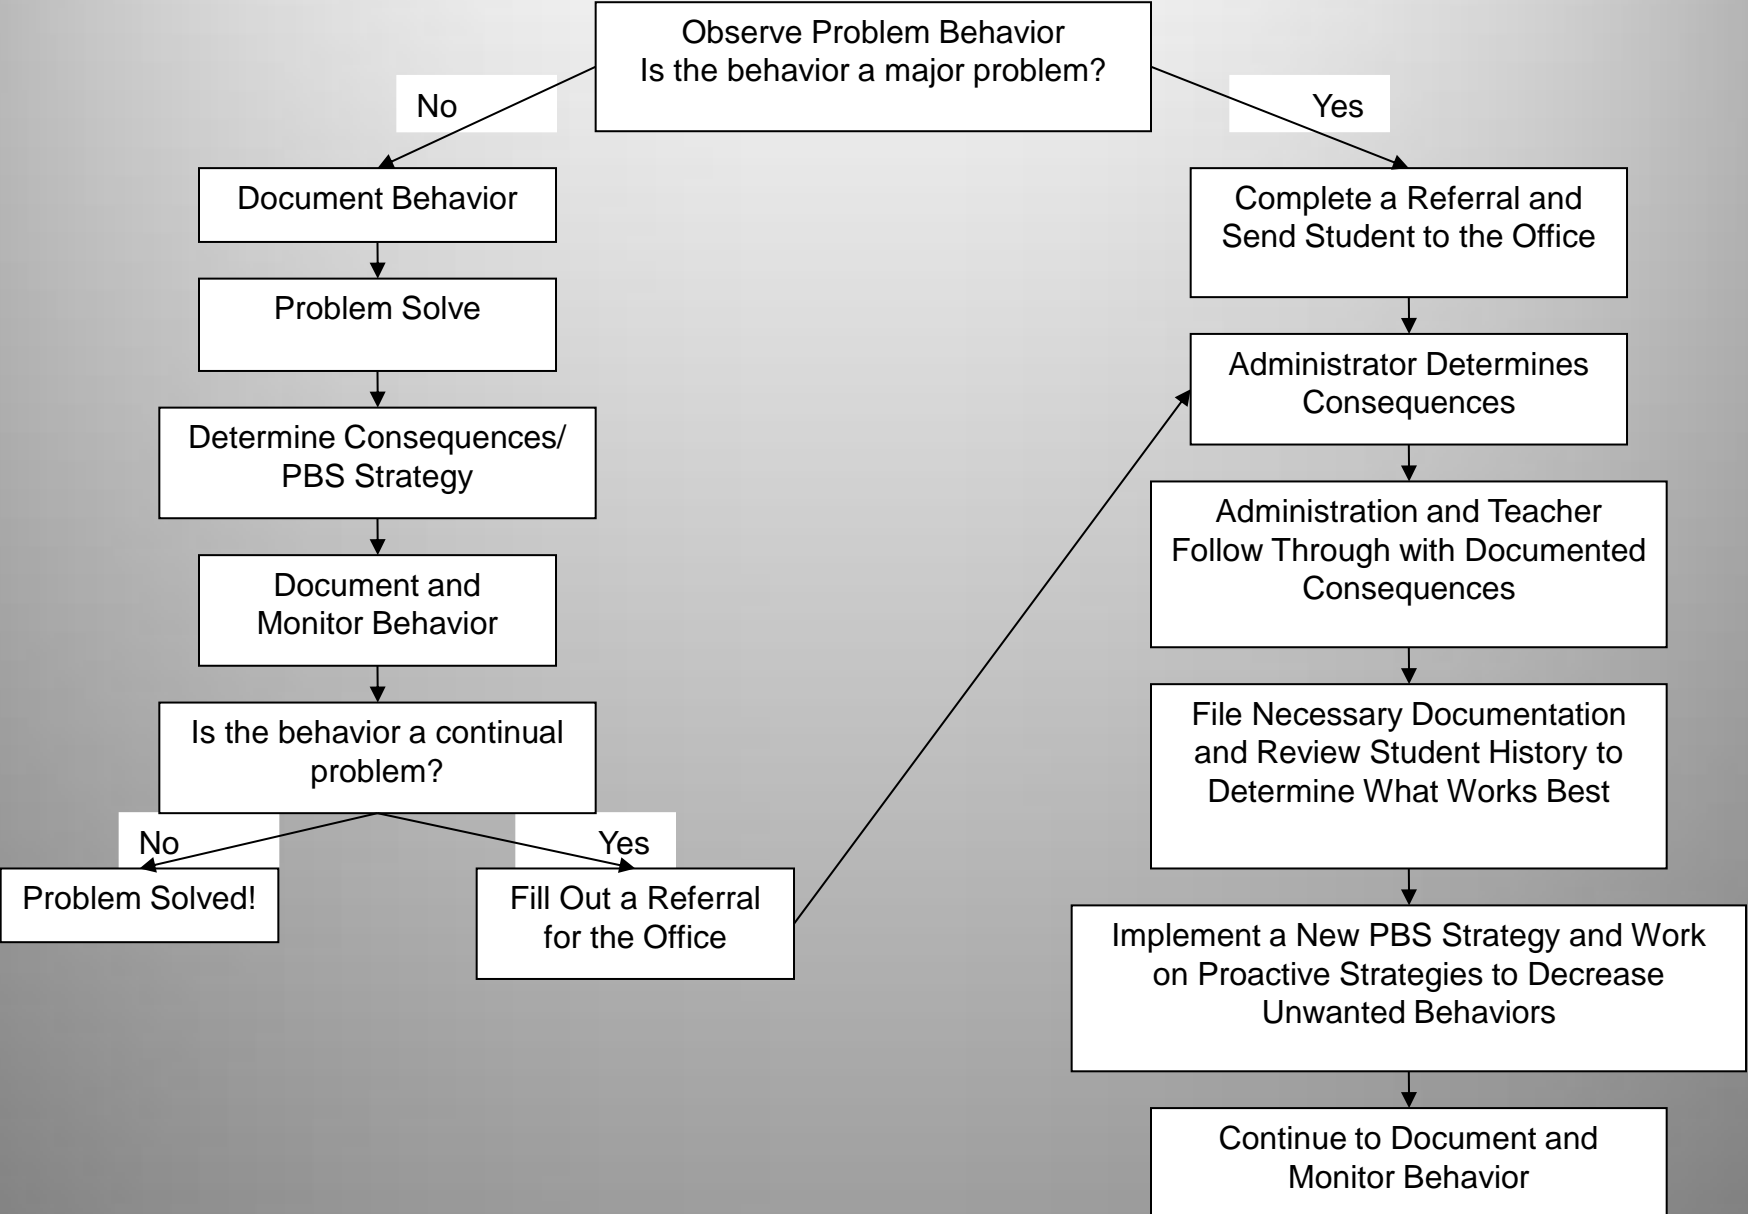 Observe Problem Behavior
Is the behavior a major problem?
No
Yes
Document Behavior
Problem Solve
Determine Consequences/
PBS Strategy
Document and
Monitor Behavior
Is the behavior a continual
problem?
No
Yes
Problem Solved!
Fill Out a Referral
for the Office
Complete a Referral and
Send Student to the Office
Administrator Determines
Consequences
Administration and Teacher
Follow Through with Documented
Consequences
File Necessary Documentation
and Review Student History to
Determine What Works Best
Implement a New PBS Strategy and Work
on Proactive Strategies to Decrease
Unwanted Behaviors
Continue to Document and
Monitor Behavior